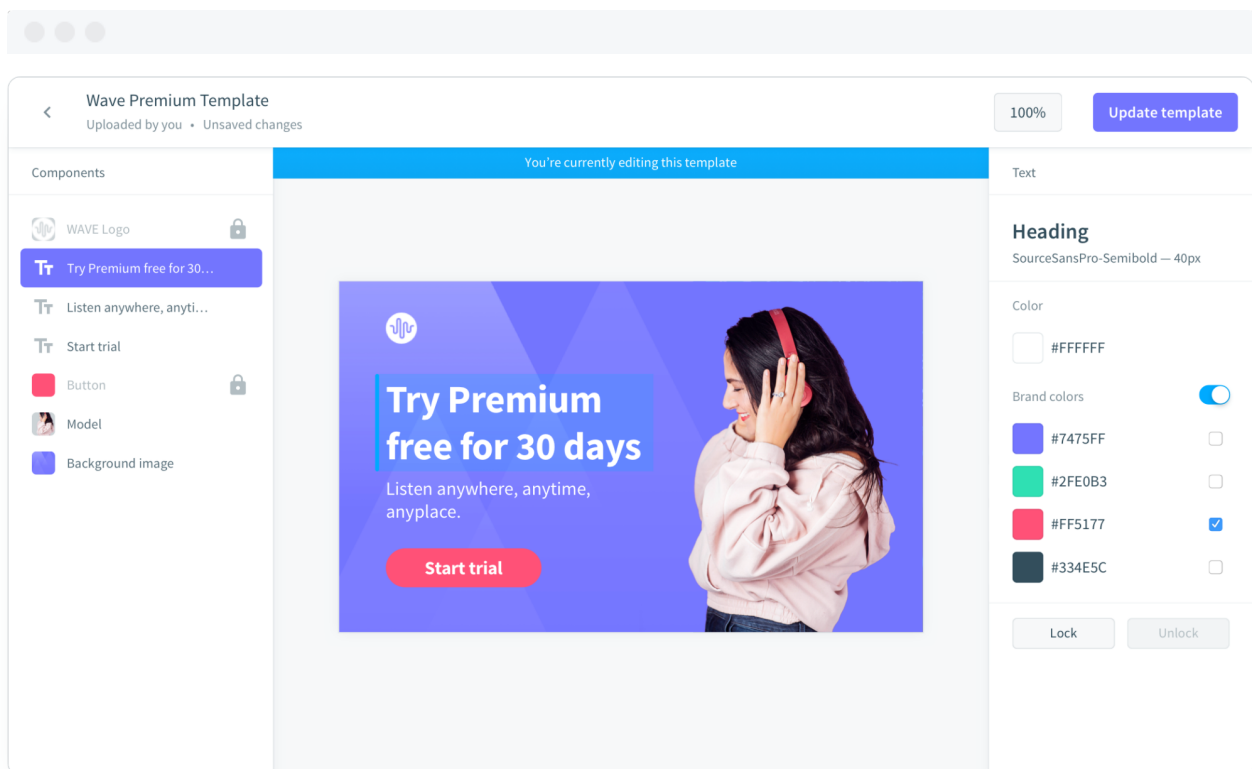 Wave Premium Template
Uploaded by you • Unsaved changes
100%
Update template
Components
You're currently editing this template
Text
WAVE Logo
Try Premium free for 30...
Listen anywhere, anyti...
Start trial
Button
Model
Background image
Try Premium
free for 30 days
Listen anywhere, anytime,
anyplace.
Start trial
Heading
SourceSansPro-Semibold — 40px
Color
#FFFFFF
Brand colors
#7475FF
#2FE0B3
#FF5177
#334E5C
Lock
Unlock